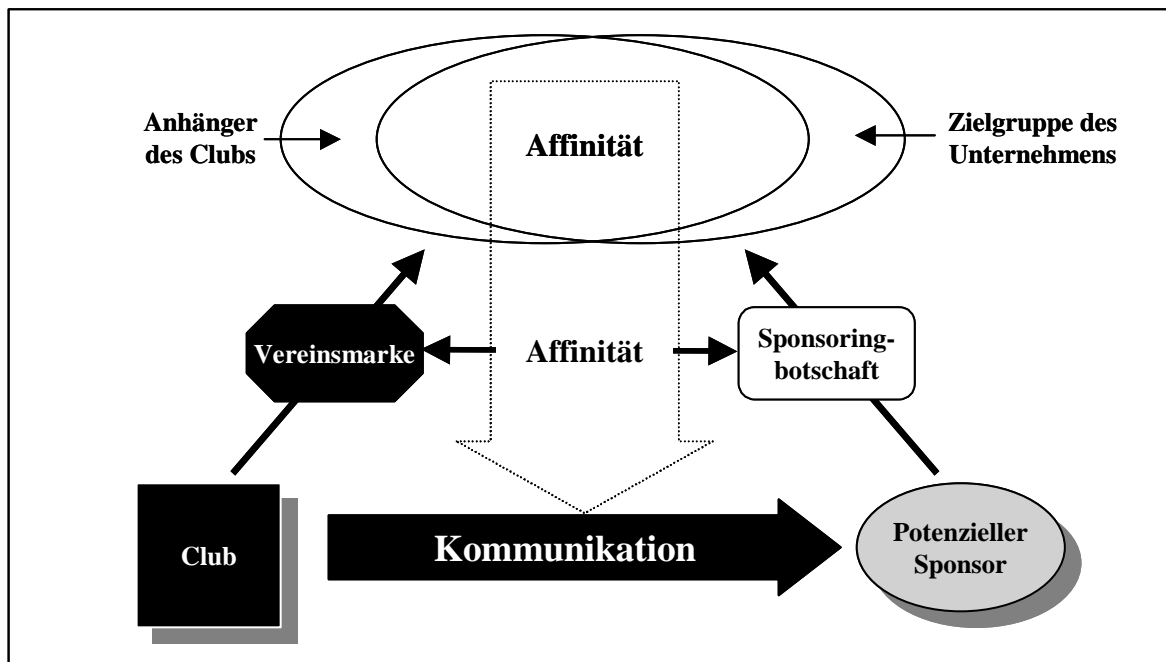 Anhänger
des Clubs
Affinität
Zielgruppe des
Unternehmens
Vereinsmarke
Affinität
Sponsoring-
botschaft
Club
Kommunikation
Potenzieller
Sponsor